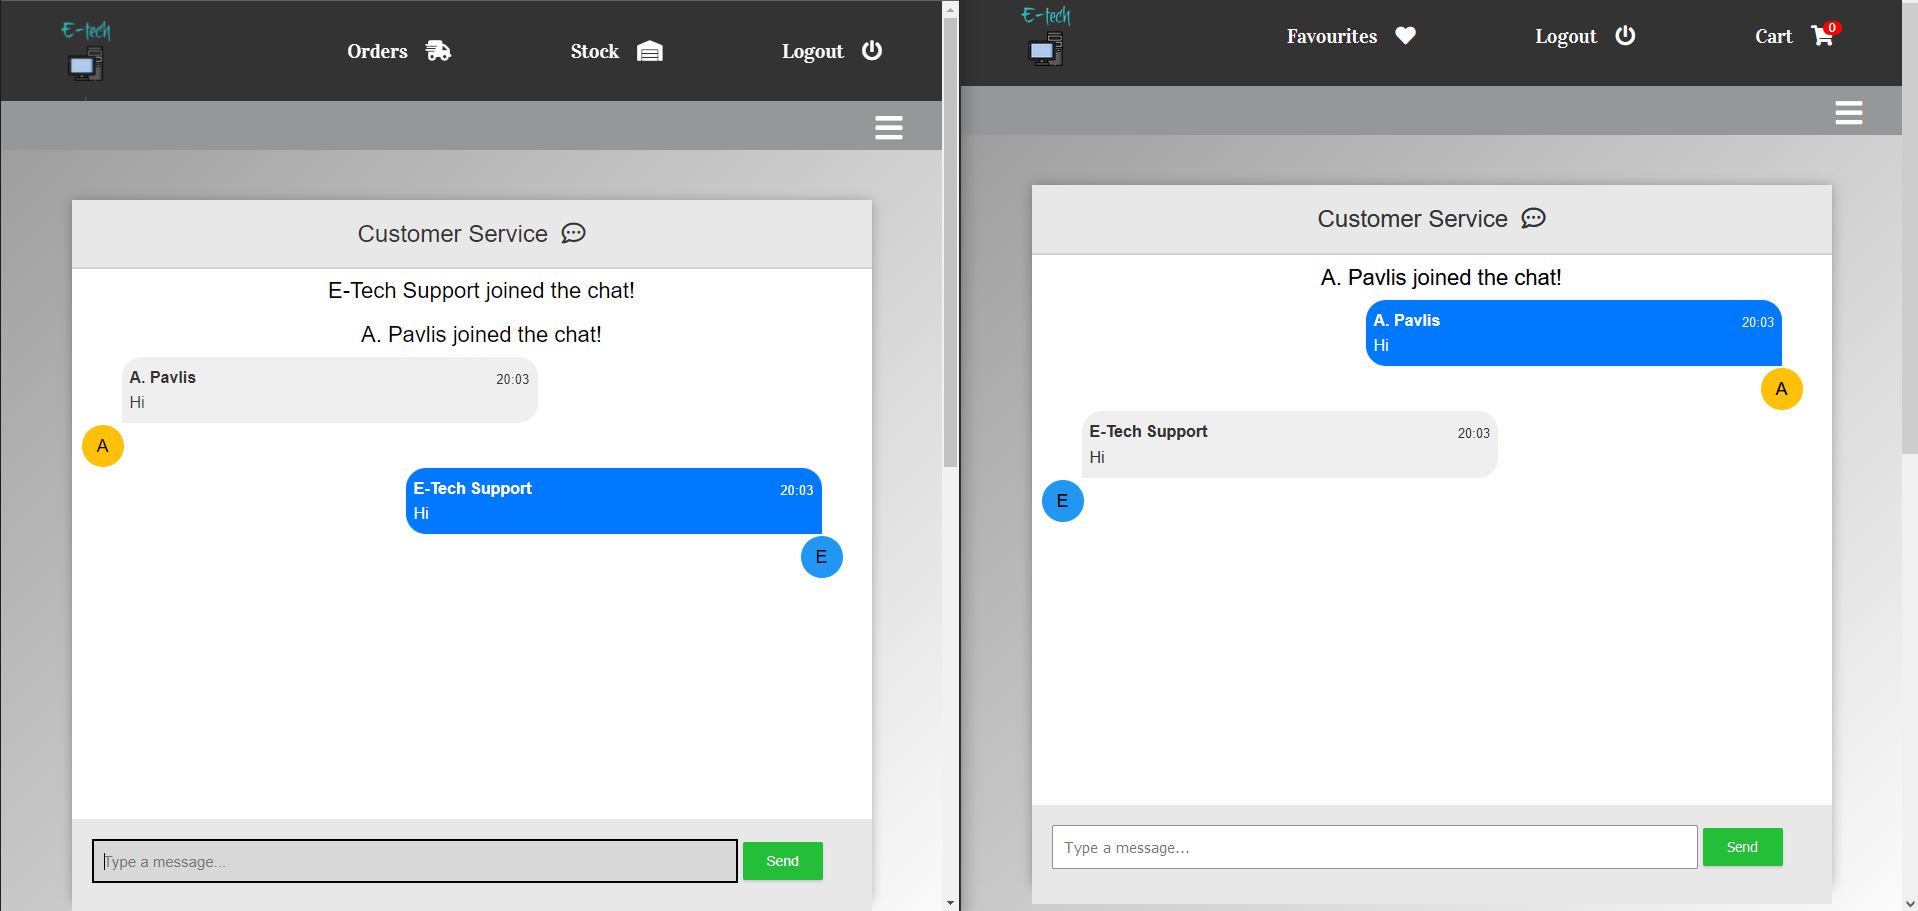 E-tech
Orders
Stock
Logout
Customer Service
E-Tech Support joined the chat!
A. Pavlis joined the chat!
A. Pavlis 20:03
Hi
A
E-Tech Support 20:03
Hi
E
Type a message...
Send
E-tech
Favourites
Logout
Cart 0
Customer Service
A. Pavlis joined the chat!
A. Pavlis 20:03
Hi
A
E-Tech Support 20:03
Hi
E
Type a message...
Send